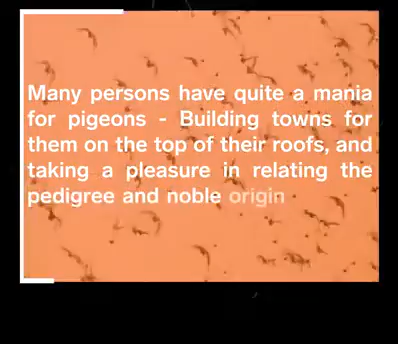 Many persons have quite a mania
for pigeons - Building towns for
them on the top of their roofs, and
taking a pleasure in relating the
pedigree and noble origin